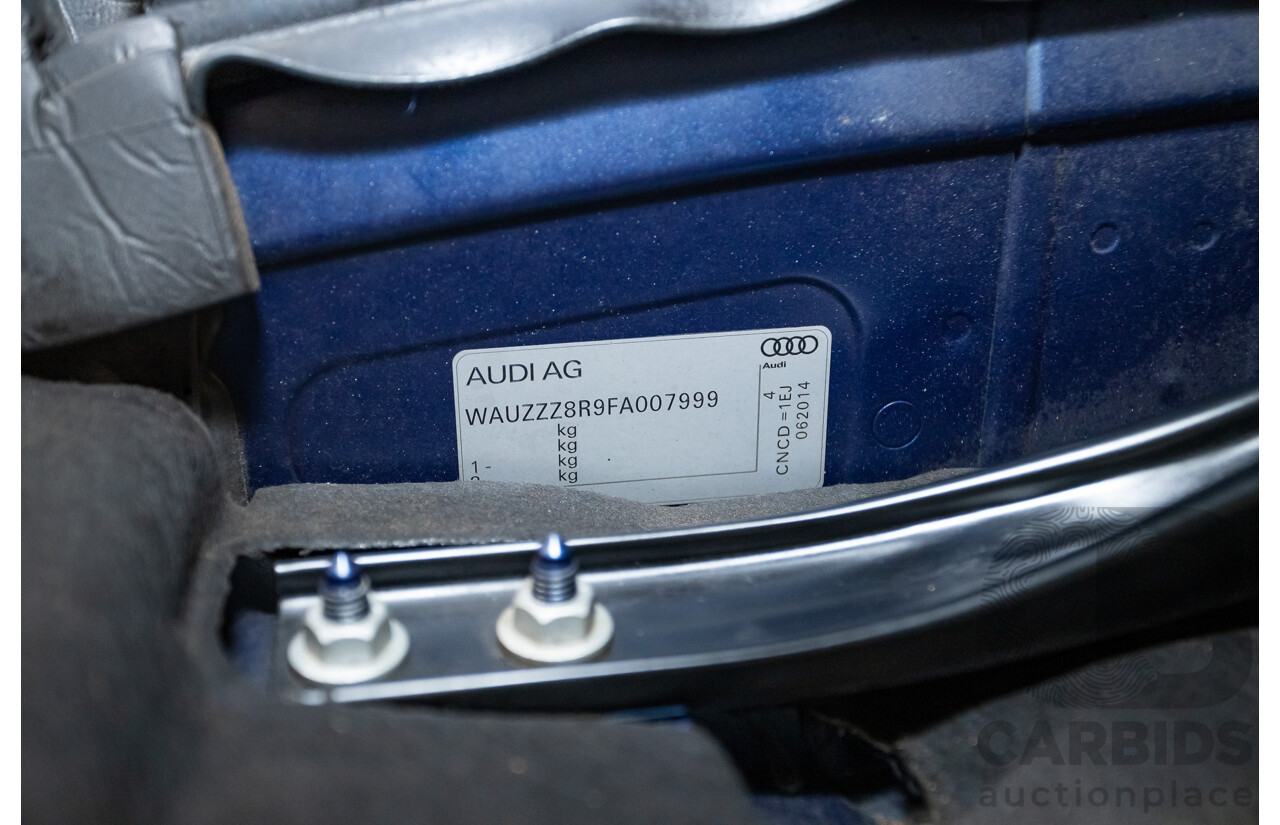 AUDI AG
Audi
WAUZZZ8R9FA007999
kg
kg
1 - kg
kg
4
CNCD = 1EJ
062014
CARBIDS
auctionplace